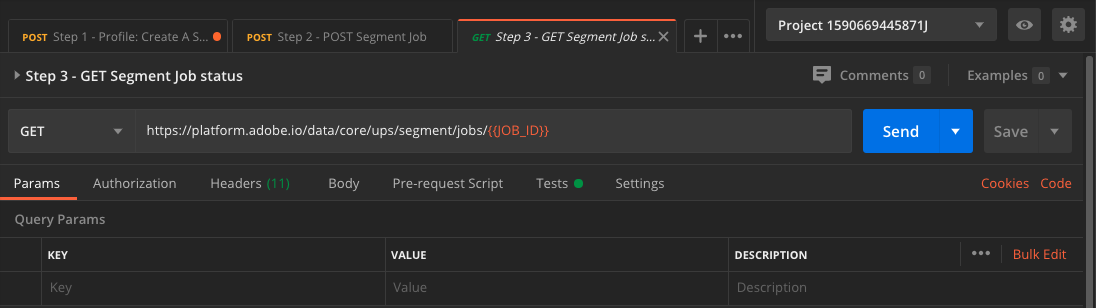 POST Step 1 - Profile: Create A S... POST Step 2 - POST Segment Job GET Step 3 - GET Segment Job s... Project 1590669445871J
Step 3 - GET Segment Job status Comments 0 Examples 0
GET https://platform.adobe.io/data/core/ups/segment/jobs/{{JOB_ID}} Send Save
Params Authorization Headers (11) Body Pre-request Script Tests Settings Cookies Code
Query Params
KEY VALUE DESCRIPTION Bulk Edit
Key Value Description